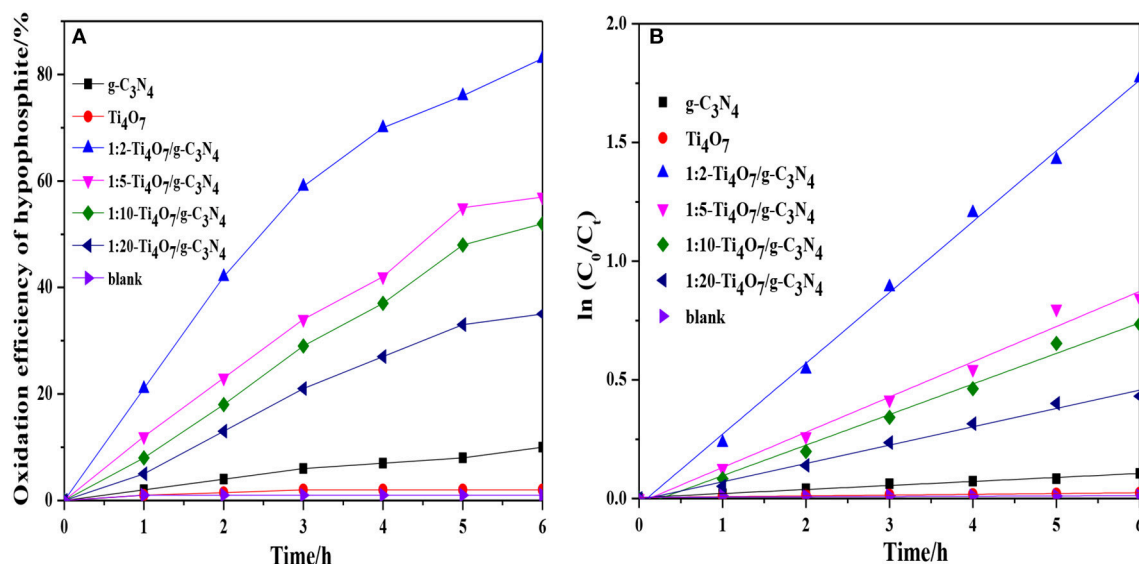 A
Oxidation efficiency of hypophosphite/%
80
60
40
20
0
g-C3N4
Ti4O7
1:2-Ti4O7/g-C3N4
1:5-Ti4O7/g-C3N4
1:10-Ti4O7/g-C3N4
1:20-Ti4O7/g-C3N4
blank
0 1 2 3 4 5 6
Time/h
B
ln (C0/Ct)
2.0
1.5
1.0
0.5
0.0
g-C3N4
Ti4O7
1:2-Ti4O7/g-C3N4
1:5-Ti4O7/g-C3N4
1:10-Ti4O7/g-C3N4
1:20-Ti4O7/g-C3N4
blank
0 1 2 3 4 5 6
Time/h